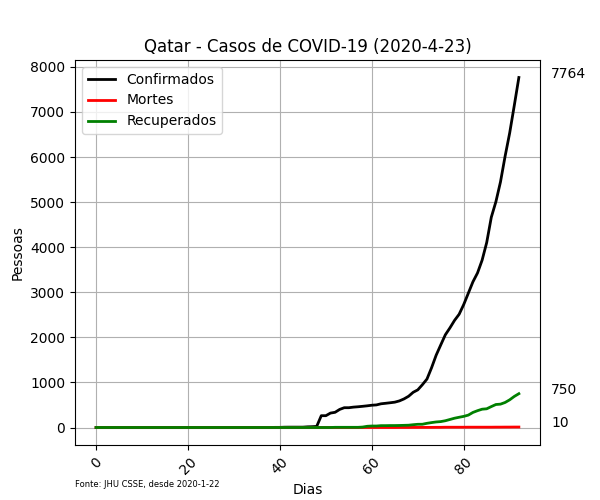 Qatar - Casos de COVID-19 (2020-4-23)
8000
7000
6000
5000
4000
3000
2000
1000
0
Pessoas
Confirmados
Mortes
Recuperados
7764
750
10
0
20
40
60
80
Dias
Fonte: JHU CSSE, desde 2020-1-22